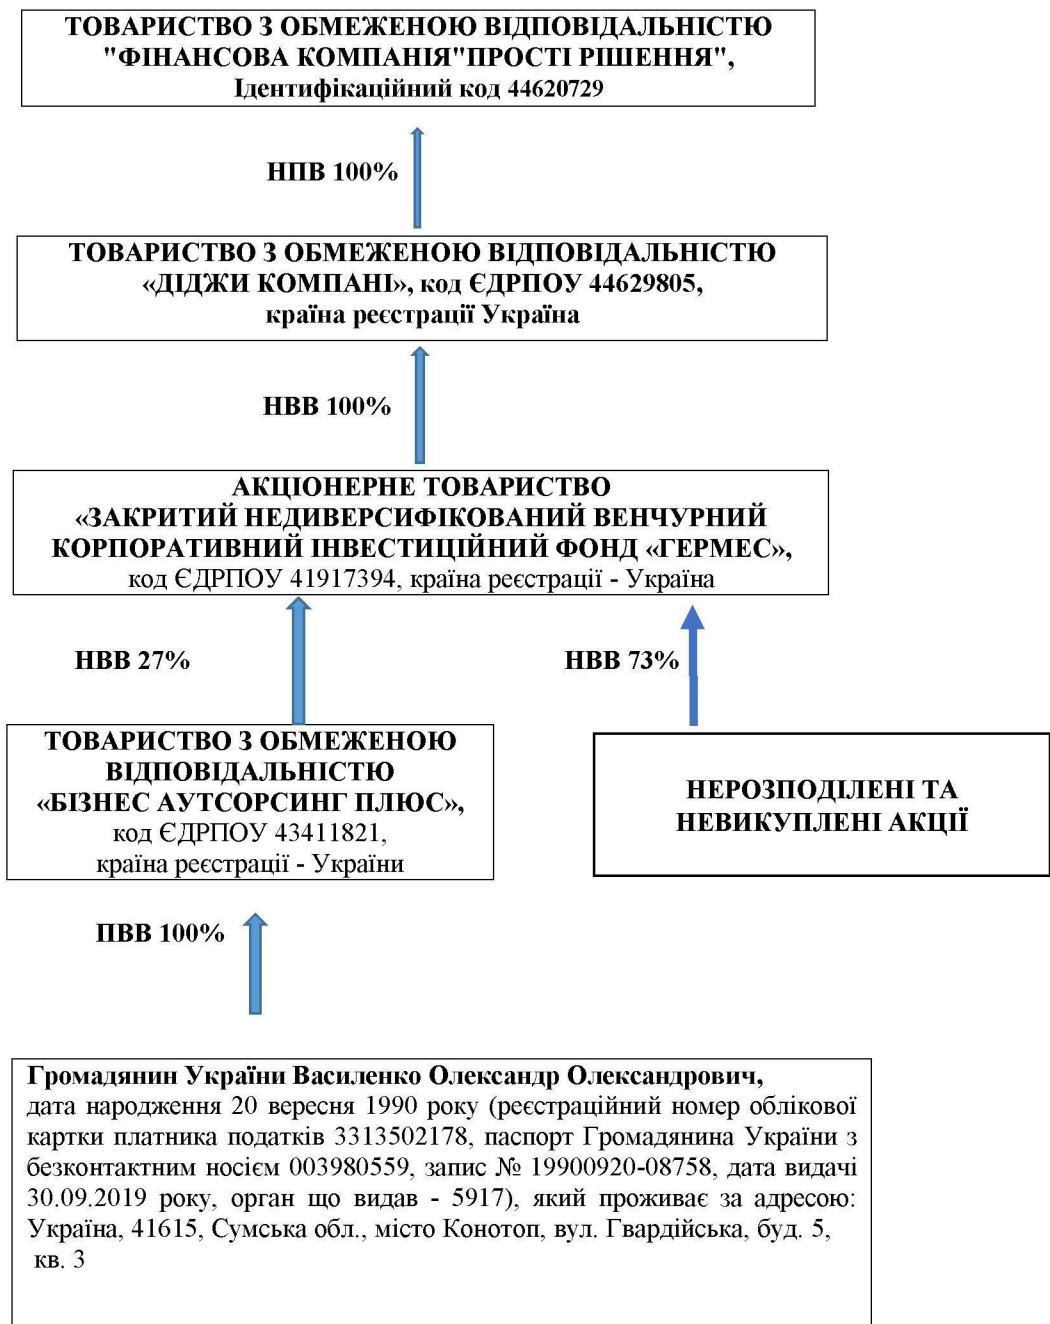 ТОВАРИСТВО З ОБМЕЖЕНОЮ ВІДПОВІДАЛЬНІСТЮ
"ФІНАНСОВА КОМПАНІЯ"ПРОСТІ РІШЕННЯ",
Ідентифікаційний код 44620729
НПВ 100%
ТОВАРИСТВО З ОБМЕЖЕНОЮ ВІДПОВІДАЛЬНІСТЮ
«ДІДЖИ КОМПАНІ», код ЄДРПОУ 44629805,
країна реєстрації Україна
НВВ 100%
АКЦІОНЕРНЕ ТОВАРИСТВО
«ЗАКРИТИЙ НЕДИВЕРСИФІКОВАНИЙ ВЕНЧУРНИЙ
КОРПОРАТИВНИЙ ІНВЕСТИЦІЙНИЙ ФОНД «ГЕРМЕС»,
код ЄДРПОУ 41917394, країна реєстрації - Україна
НВВ 27%
НВВ 73%
ТОВАРИСТВО З ОБМЕЖЕНОЮ
ВІДПОВІДАЛЬНІСТЮ
«БІЗНЕС АУТСОРСИНГ ПЛЮС»,
код ЄДРПОУ 43411821,
країна реєстрації - України
НЕРОЗПОДІЛЕНІ ТА
НЕВИКУПЛЕНІ АКЦІЇ
ПВВ 100%
Громадянин України Василенко Олександр Олександрович,
дата народження 20 вересня 1990 року (реєстраційний номер облікової
картки платника податків 3313502178, паспорт Громадянина України з
безконтактним носієм 003980559, запис № 19900920-08758, дата видачі
30.09.2019 року, орган що видав - 5917), який проживає за адресою:
Україна, 41615, Сумська обл., місто Конотоп, вул. Гвардійська, буд. 5,
кв. 3